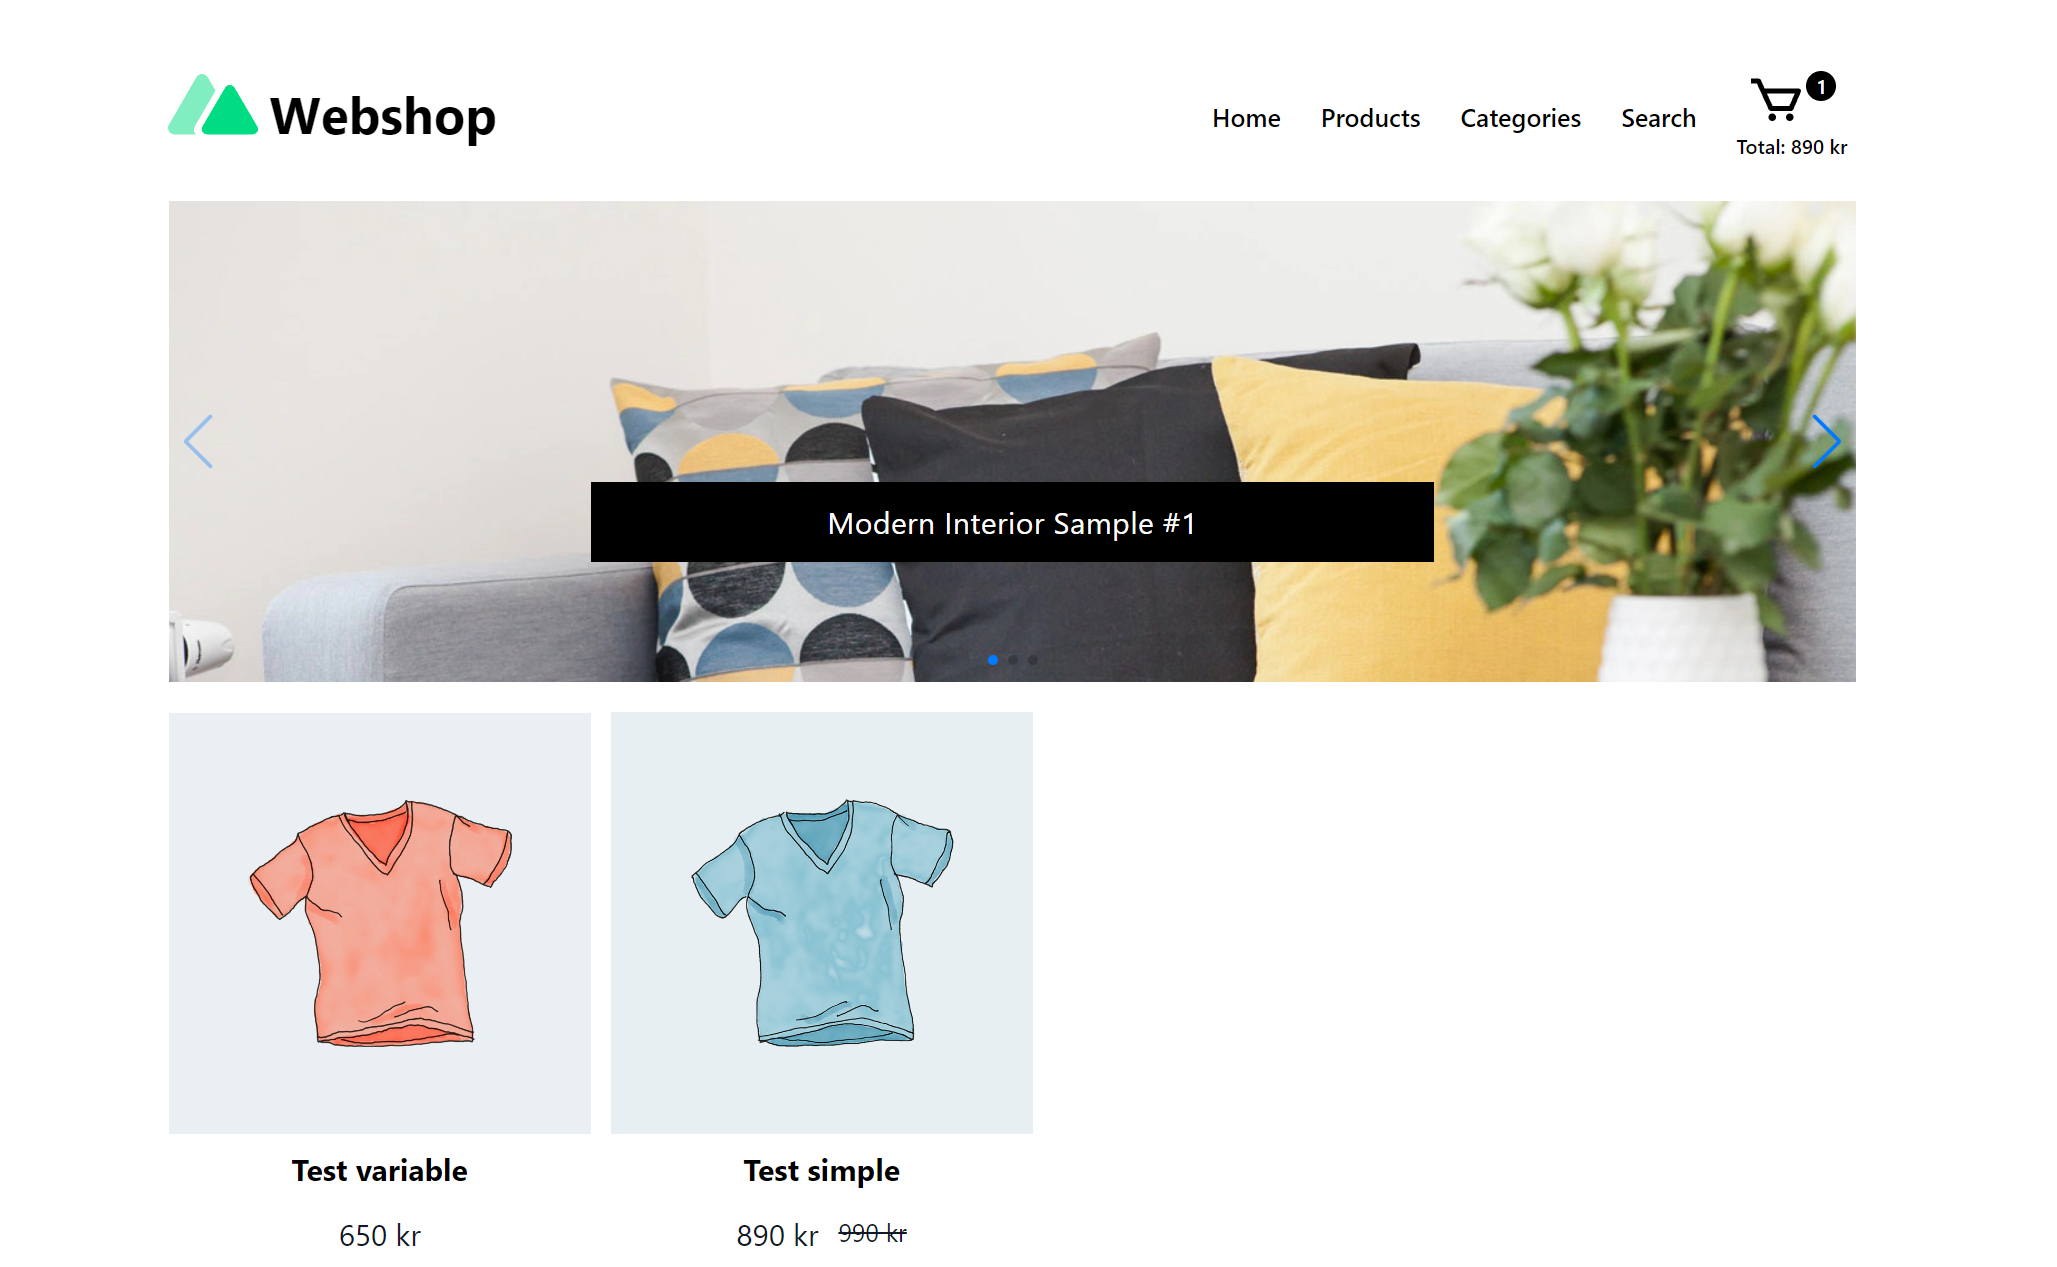 Webshop
Home Products Categories Search
1
Total: 890 kr
Modern Interior Sample #1
Test variable
650 kr
Test simple
890 kr 990 kr